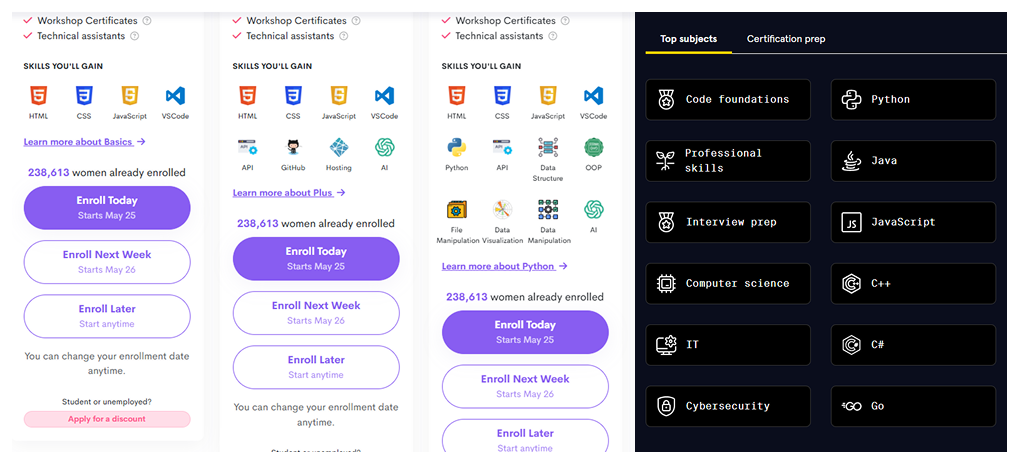 Workshop Certificates
Technical assistants
SKILLS YOU'LL GAIN
HTML CSS JavaScript VSCode
Learn more about Basics
238,613 women already enrolled
Enroll Today
Starts May 25
Enroll Next Week
Starts May 26
Enroll Later
Start anytime
You can change your enrollment date
anytime.
Student or unemployed?
Apply for a discount
Workshop Certificates
Technical assistants
SKILLS YOU'LL GAIN
HTML CSS JavaScript VSCode
API GitHub Hosting AI
Learn more about Plus
238,613 women already enrolled
Enroll Today
Starts May 25
Enroll Next Week
Starts May 26
Enroll Later
Start anytime
You can change your enrollment date
anytime.
Student or unemployed?
Workshop Certificates
Technical assistants
SKILLS YOU'LL GAIN
HTML CSS JavaScript VSCode
Python API Data Structure OOP
File Manipulation Data Visualization Data Manipulation AI
Learn more about Python
238,613 women already enrolled
Enroll Today
Starts May 25
Enroll Next Week
Starts May 26
Enroll Later
Start anytime
Top subjects Certification prep
Code foundations
Python
Professional
skills
Java
Interview prep
JavaScript
Computer science
C++
IT
C#
Cybersecurity
Go